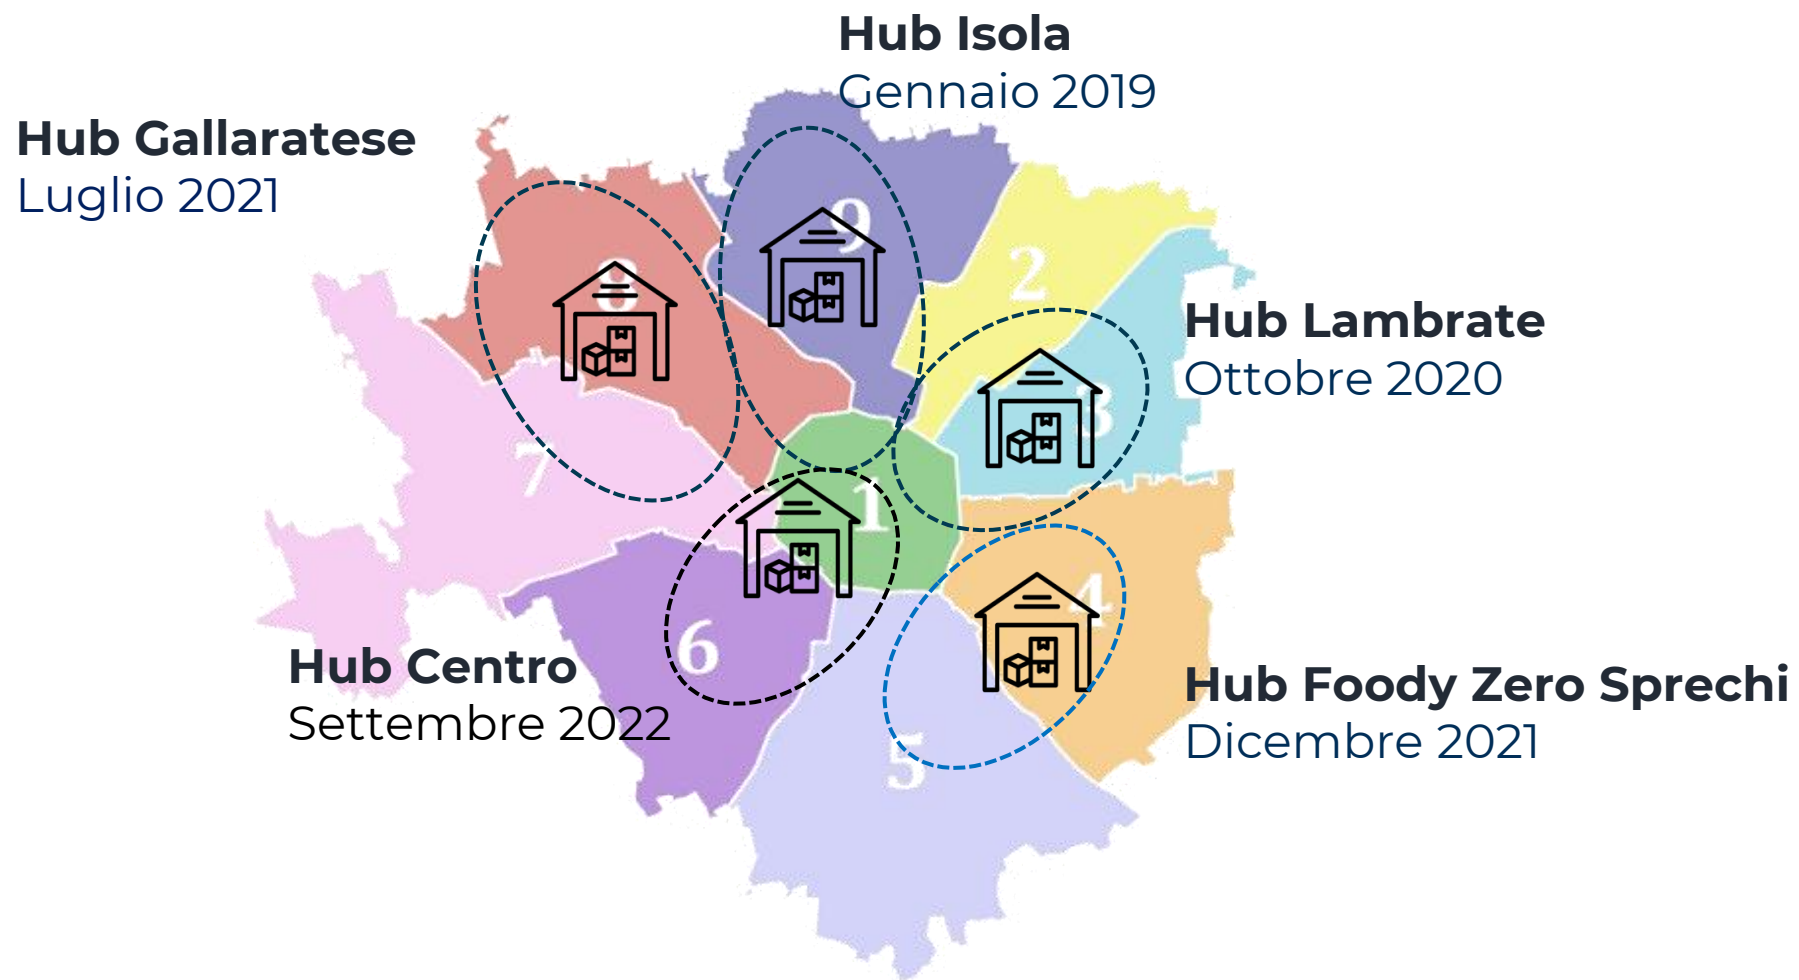 Hub Isola
Gennaio 2019
Hub Gallaratese
Luglio 2021
9
8
2
Hub Lambrate
Ottobre 2020
3
7
1
4
6
Hub Centro
Settembre 2022
Hub Foody Zero Sprechi
Dicembre 2021
5